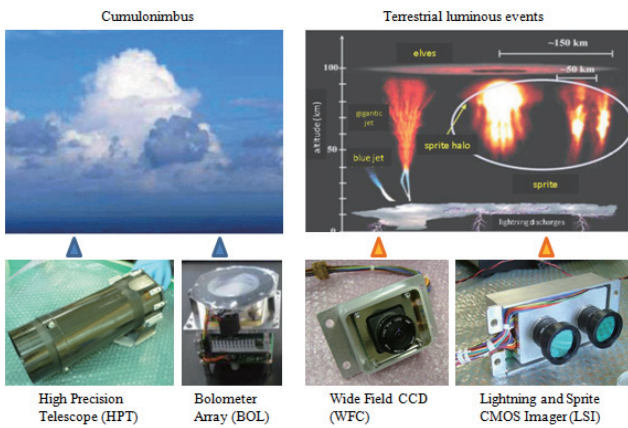 Cumulonimbus
Terrestrial luminous events
~150 km
elves
100
~50 km
altitude (km)
gigantic
jet
sprite halo
50
blue jet
sprite
lightning discharges
0
High Precision
Telescope (HPT)
Bolometer
Array (BOL)
Wide Field CCD
(WFC)
Lightning and Sprite
CMOS Imager (LSI)